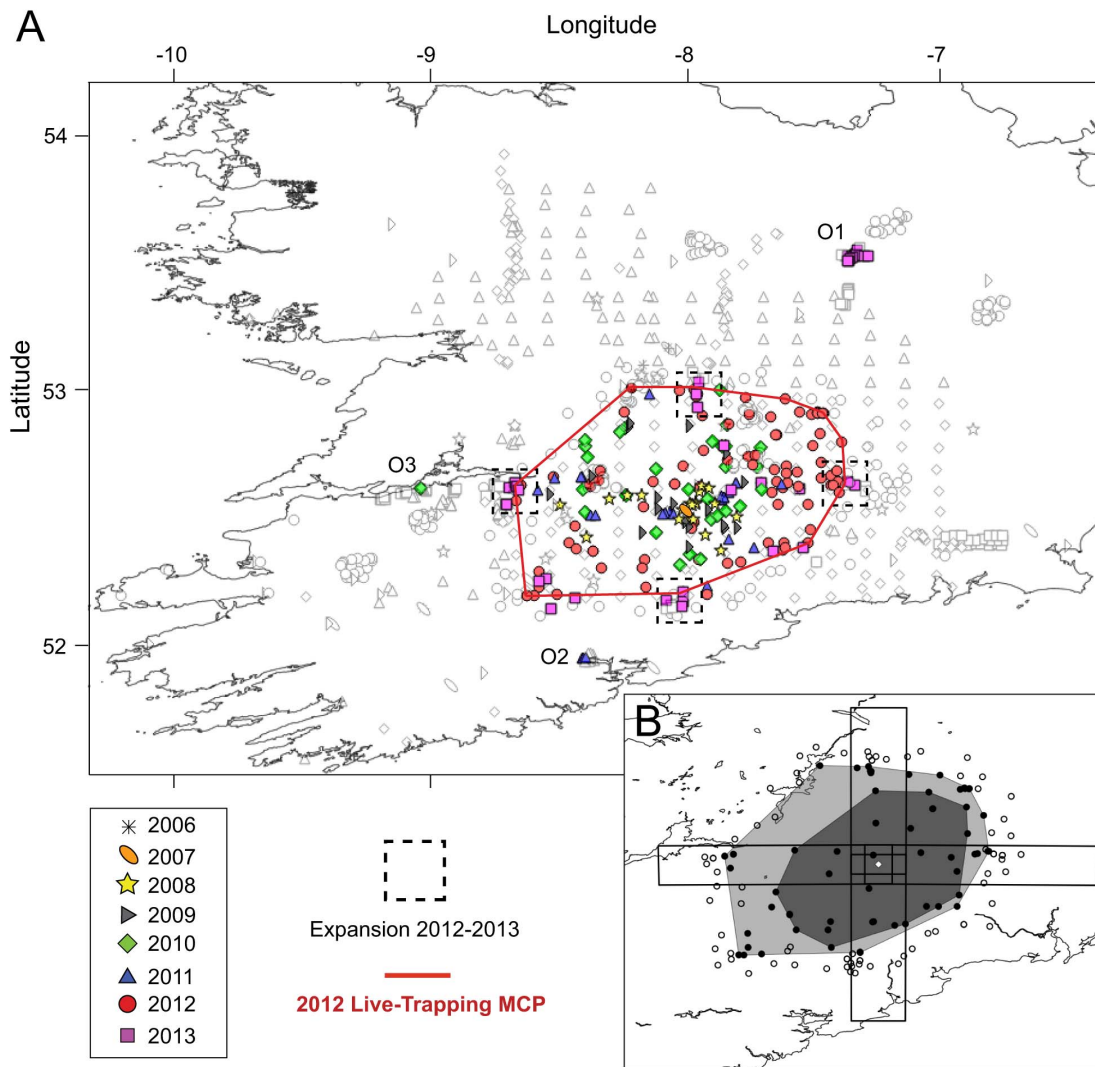 A
Longitude
-10 -9 -8 -7
Latitude
54
53
52
O1
O3
O2
B
2006
2007
2008
2009
2010
2011
2012
2013
Expansion 2012-2013
2012 Live-Trapping MCP